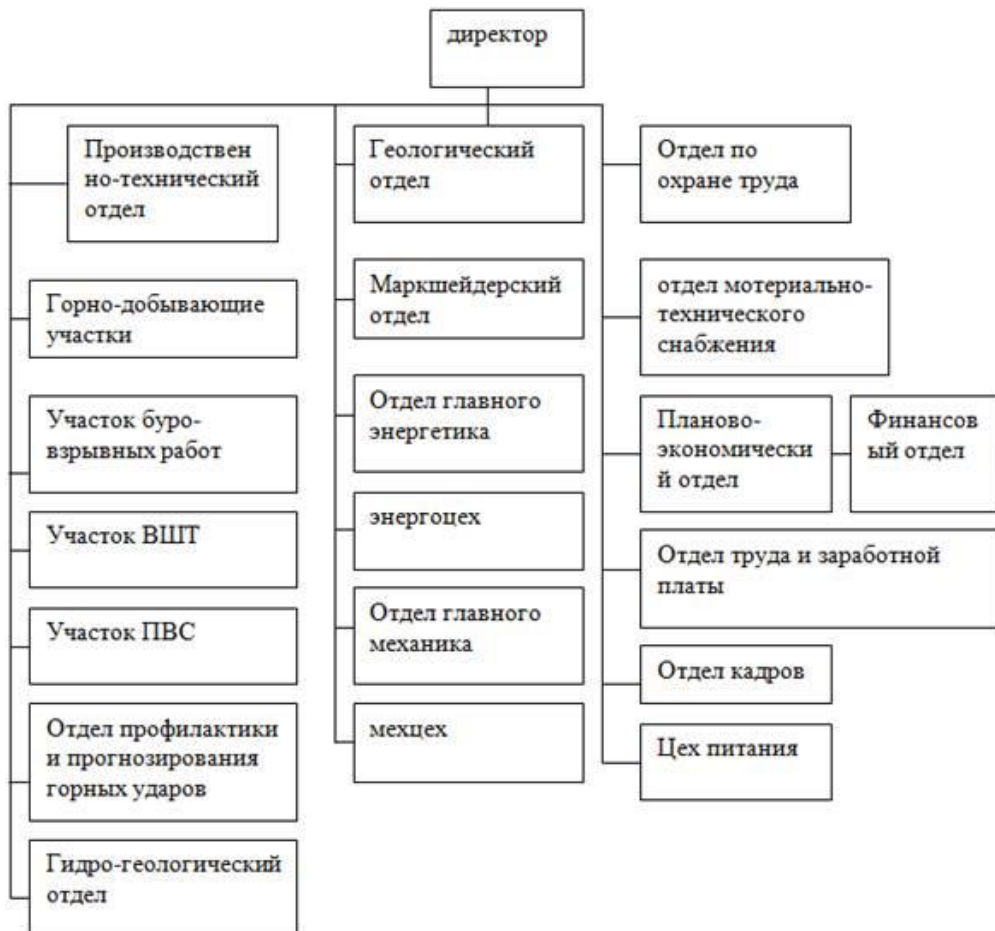 директор
Производствен
но-технический
отдел
Горно-добывающие
участки
Участок буро-
взрывных работ
Участок ВШТ
Участок ПВС
Отдел профилактики
и прогнозирования
горных ударов
Гидро-геологический
отдел
Геологический
отдел
Маркшейдерский
отдел
Отдел главного
энергетика
энергоцех
Отдел главного
механика
мехцех
Отдел по
охране труда
отдел мотериально-
технического
снабжения
Планово-
экономически
й отдел
Финансов
ый отдел
Отдел труда и заработной
платы
Отдел кадров
Цех питания